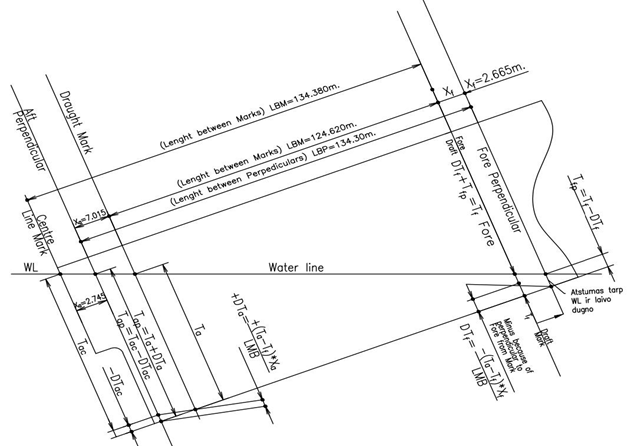 Aft
Perpendicular
Draught Mark
(Lenght between Marks) LBM=134.380m.
Xf
Xf=2.665m.
(Lenght between Marks) LBM=124.620m.
(Lenght between Perpediculars) LBP=134.30m.
Xa=7.015
Centre
Line Mark
Fore
Draft DTf+Tfp=Tf Fore
Fore Perpendicular
Tfp=Tf-DTf
WL
Water line
Xa=2.745
Tac
Tap=Tac-DTac
Tap=Ta+DTa
Ta
+DTa=+(Ta-Tf)*Xa
LMB
-DTac
Atstumas tarp
WL ir laivo
dugno
Draft
Mark
Minus because of
perpendicular to
Fore from Mark
DTf=-(Ta-Tf)*Xf
LMB